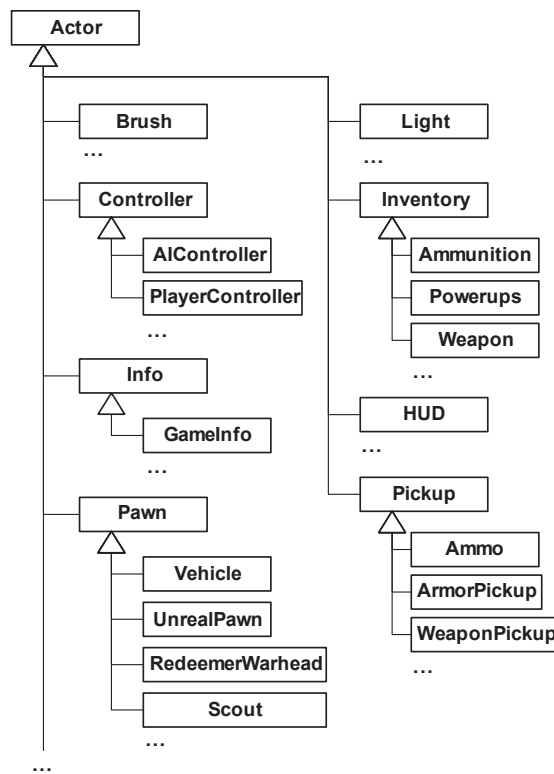 Actor
Brush
...
Controller
AIController
PlayerController
...
Info
GameInfo
...
Pawn
Vehicle
UnrealPawn
RedeemerWarhead
Scout
...
...
Light
...
Inventory
Ammunition
Powerups
Weapon
...
HUD
...
Pickup
Ammo
ArmorPickup
WeaponPickup
...